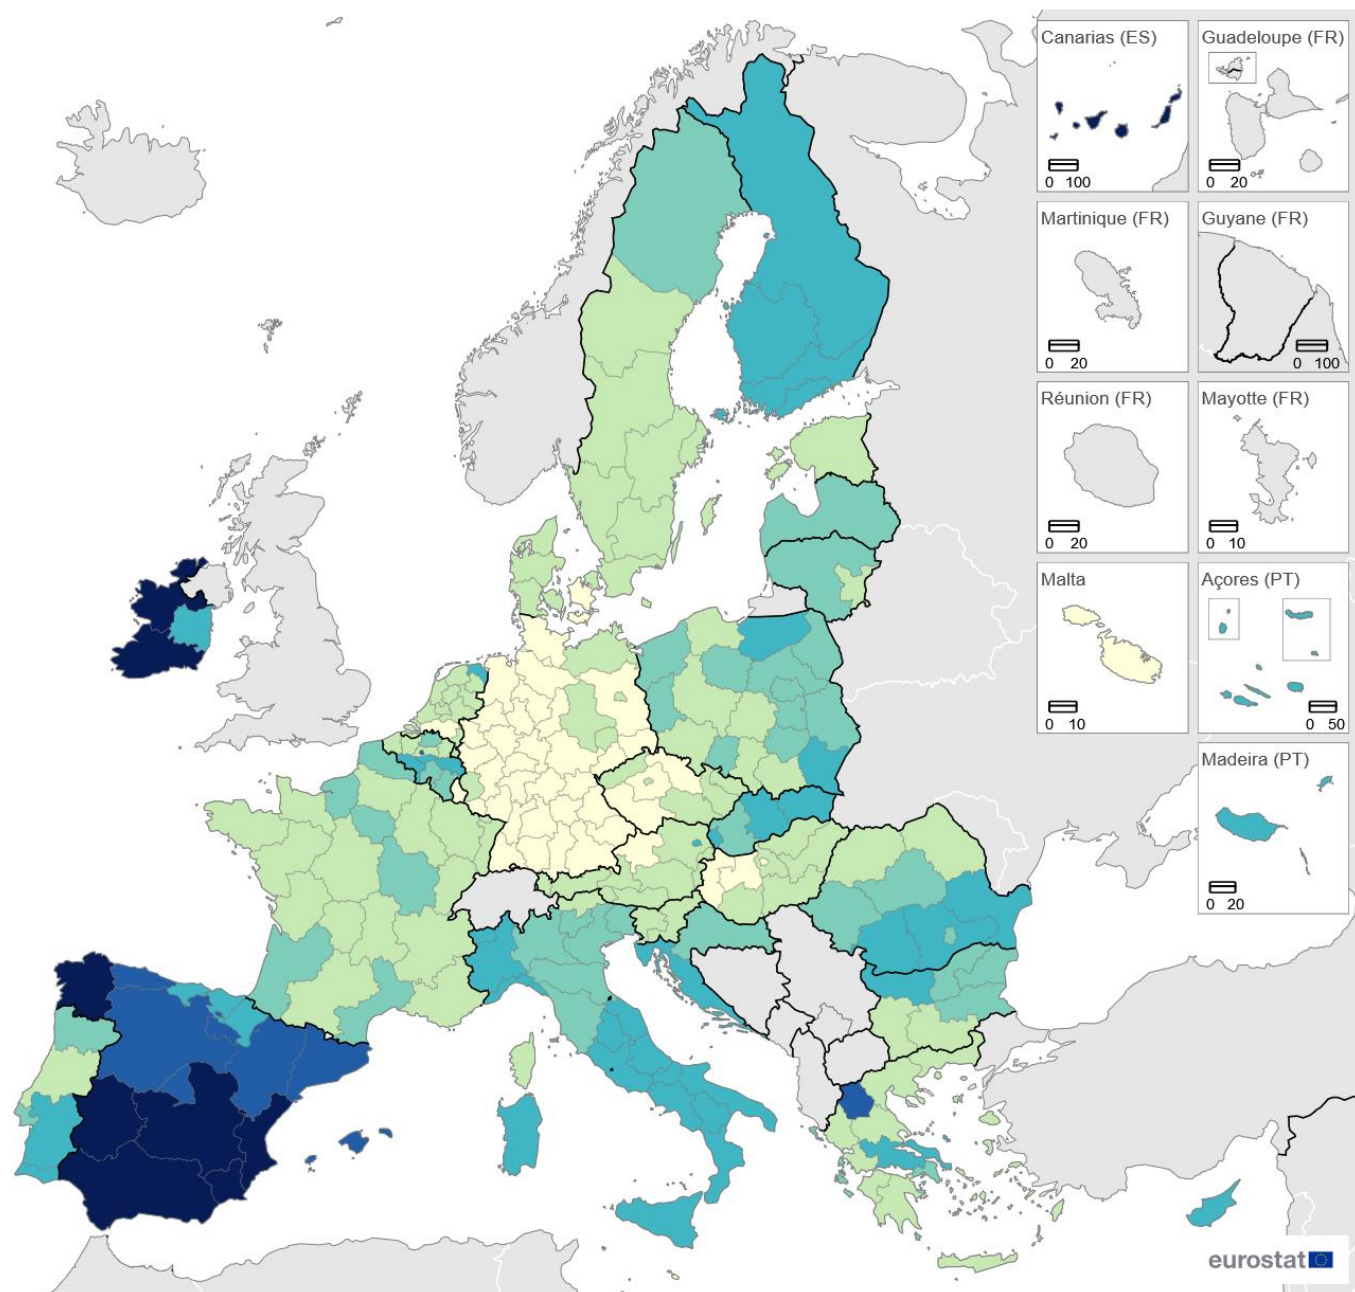 Canarias (ES)
0 100
Guadeloupe (FR)
0 20
Martinique (FR)
0 20
Guyane (FR)
0 100
Réunion (FR)
0 20
Mayotte (FR)
0 10
Malta
0 10
Açores (PT)
0 50
Madeira (PT)
0 20
eurostat